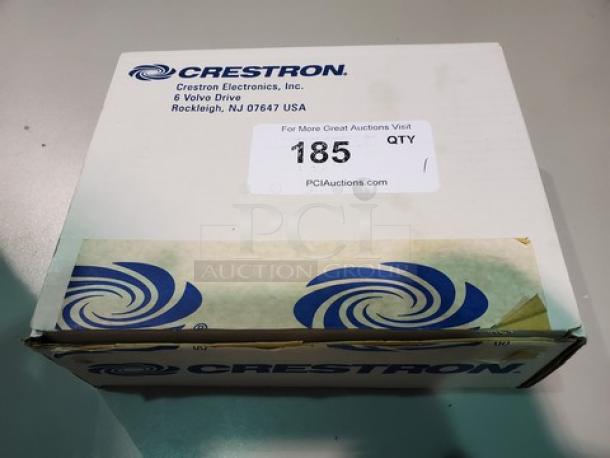 CRESTRON®
Crestron Electronics, Inc.
6 Volvo Drive
Rockleigh, NJ 07647 USA
For More Great Auctions Visit
185
QTY
1
PCIAuctions.com
PCI
AUCTION GROUP
®
CRESTRON.